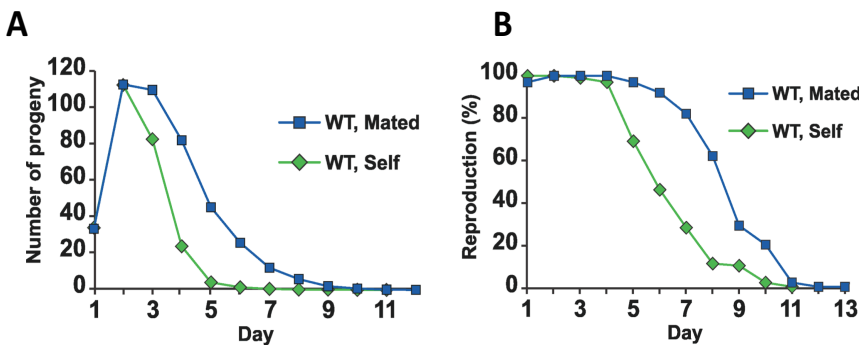 A
Number of progeny
120
100
80
60
40
20
0
1
3
5
7
9
11
Day
WT, Mated
WT, Self
B
Reproduction (%)
100
80
60
40
20
0
1
3
5
7
9
11
13
Day
WT, Mated
WT, Self